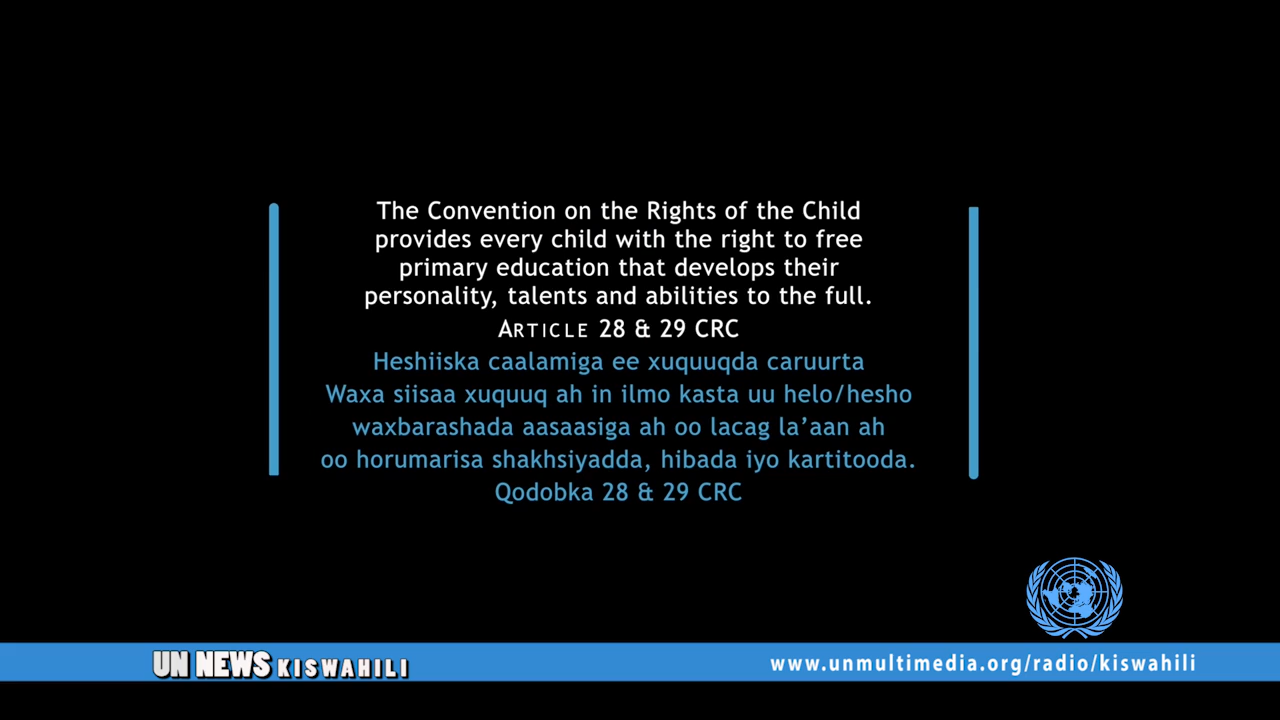 The Convention on the Rights of the Child
provides every child with the right to free
primary education that develops their
personality, talents and abilities to the full.
ARTICLE 28 & 29 CRC
Heshiiska caalamiga ee xuquuqda caruurta
Waxa siisaa xuquuq ah in ilmo kasta uu helo/hesho
waxbarashada aasaasiga ah oo lacag la’aan ah
oo horumarisa shakhsiyadda, hibada iyo kartitooda.
Qodobka 28 & 29 CRC
UN NEWS KISWAHILI
www.unmultimedia.org/radio/kiswahili